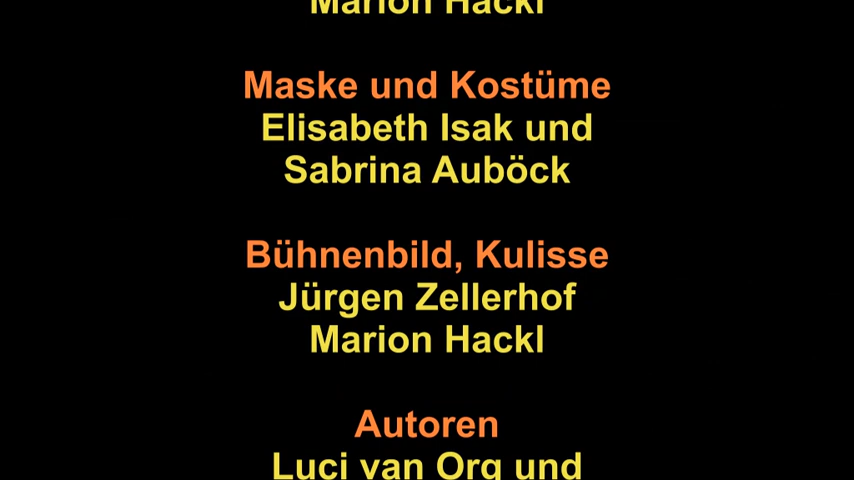 Marion Hackl
Maske und Kostüme
Elisabeth Isak und
Sabrina Auböck
Bühnenbild, Kulisse
Jürgen Zellerhof
Marion Hackl
Autoren
Luci van Org und